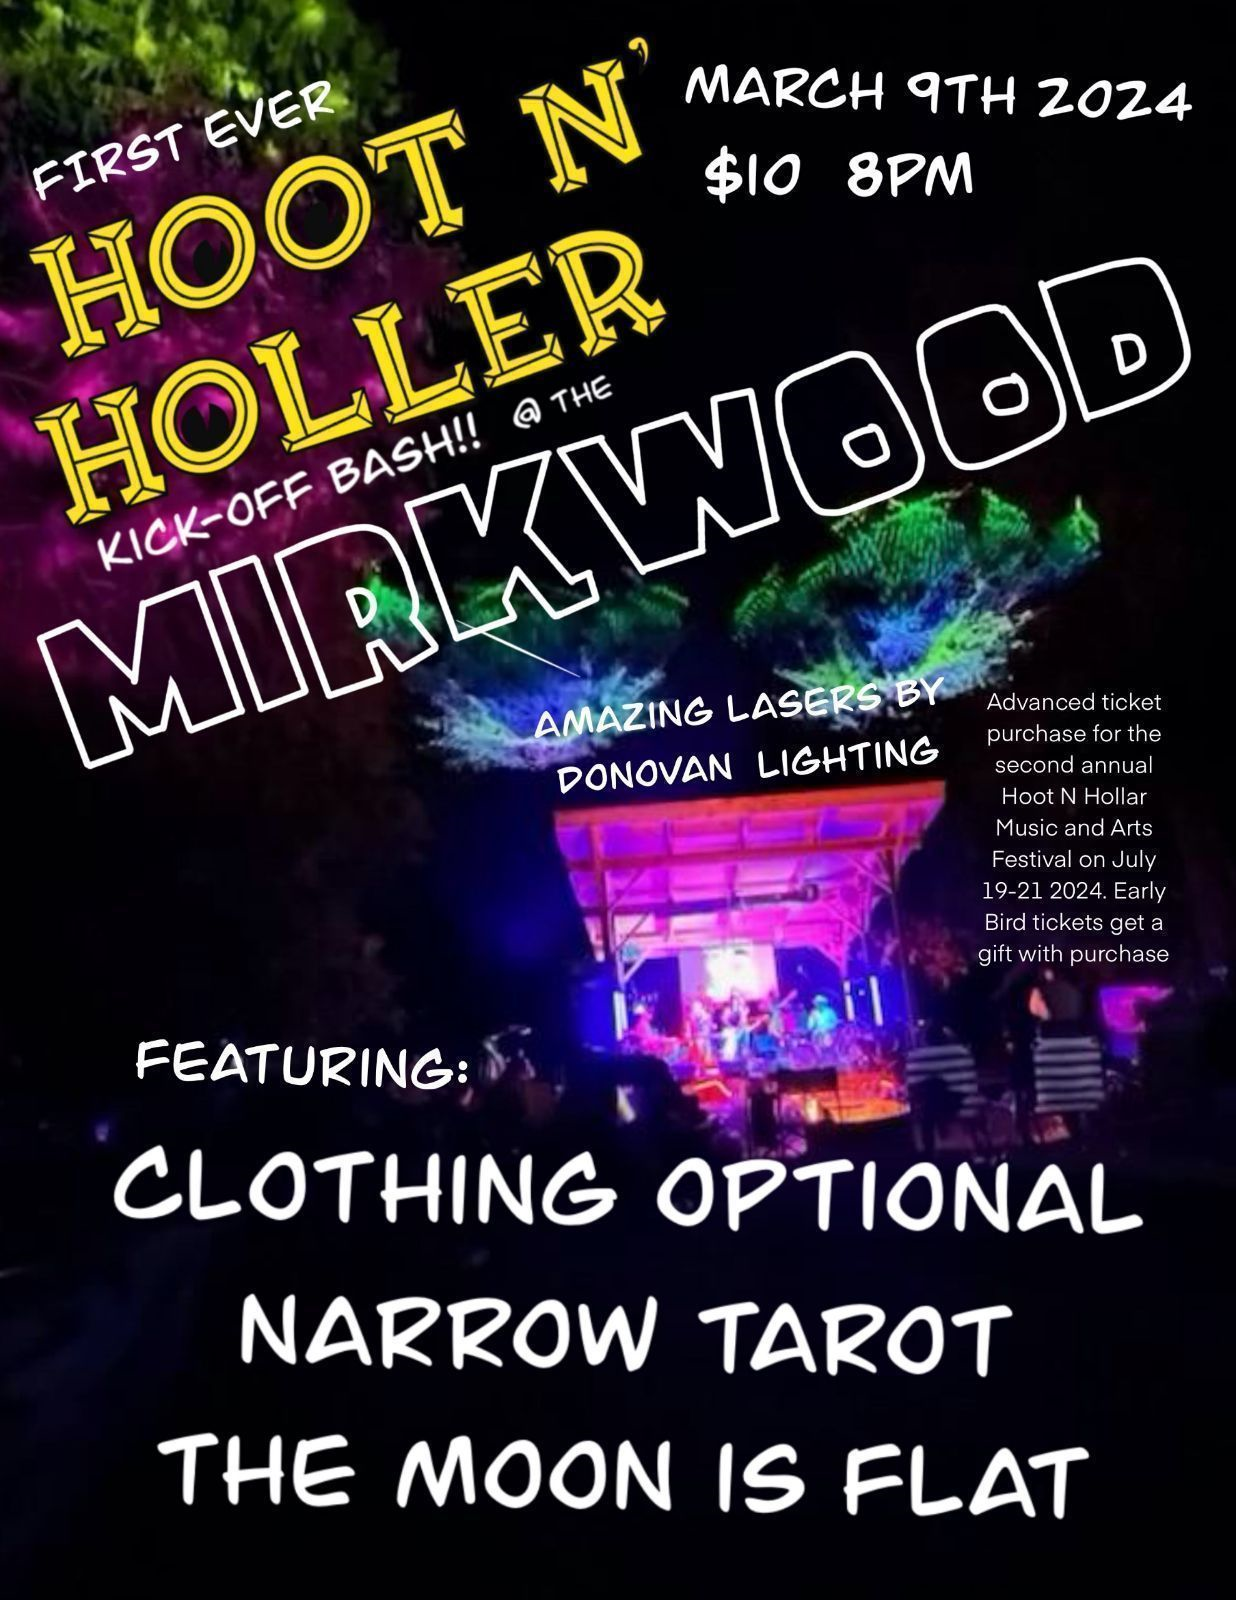 FIRST EVER
HOOT N'
HOLLER
KICK-OFF BASH!! @ THE
MIRKWOOD
MARCH 9TH 2024
$10 8PM
AMAZING LASERS BY
DONOVAN LIGHTING
Advanced ticket
purchase for the
second annual
Hoot N Hollar
Music and Arts
Festival on July
19-21 2024. Early
Bird tickets get a
gift with purchase
FEATURING:
CLOTHING OPTIONAL
NARROW TAROT
THE MOON IS FLAT